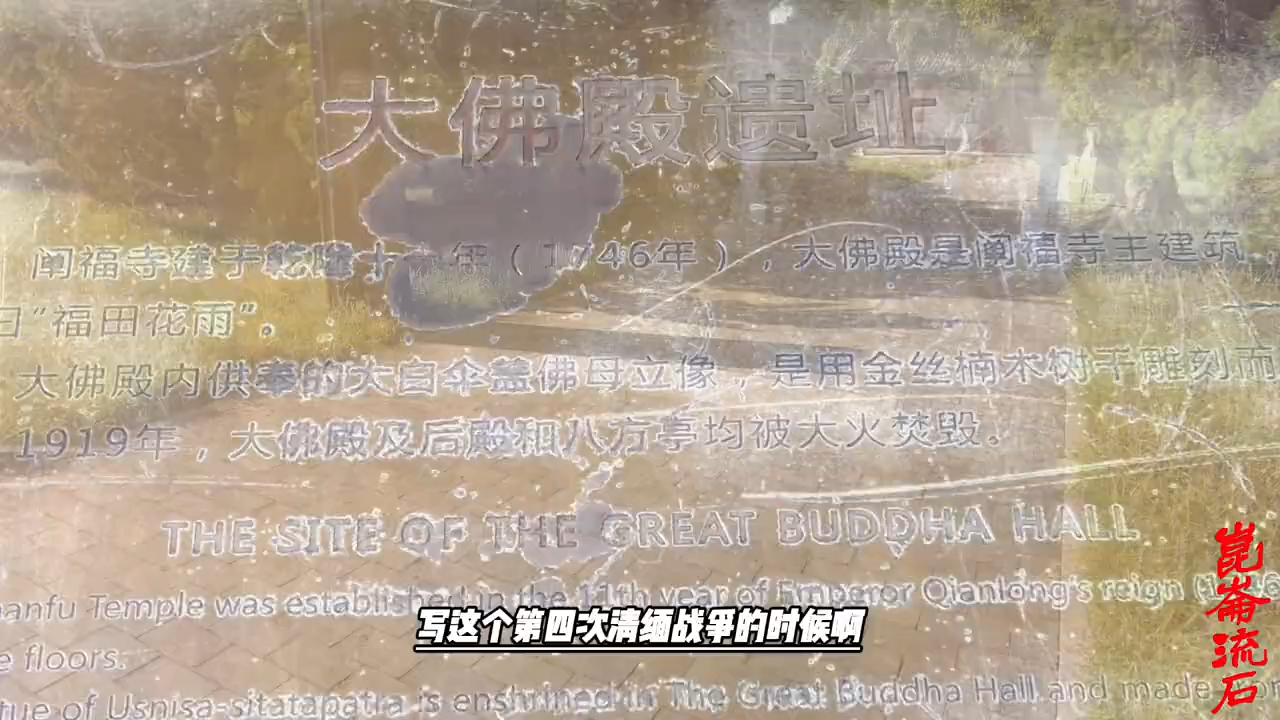 大佛殿遗址
阐福寺建于乾隆十一年（1746年），大佛殿是阐福寺主建筑，
曰“福田花雨”。
大佛殿内供奉的大白伞盖佛母立像，是用金丝楠木树干雕刻而
1919年，大佛殿及后殿和八方亭均被大火焚毁。
THE SITE OF THE GREAT BUDDHA HALL
Temple was established in the 11th year of Emperor Qianlong's reign
floors.
of Usnisa-sitatapatra is enshrined in The Great Buddha Hall and made
写这个第四次清缅战争的时候啊
崑崙流石